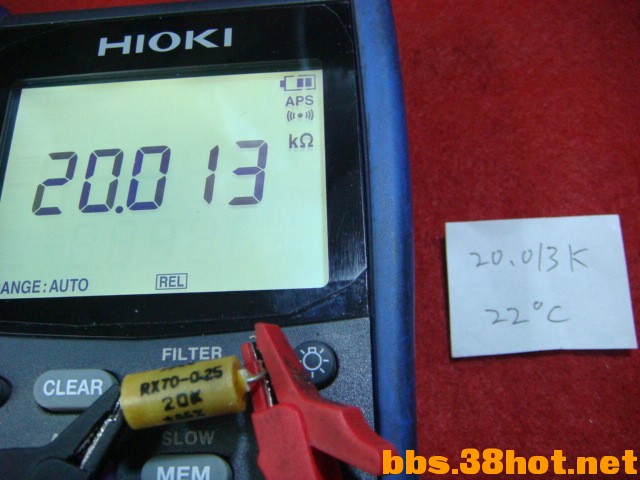 HIOKI
APS
kΩ
20.013
RANGE: AUTO
REL
FILTER
CLEAR
RX70-0.25
20K
SLOW
MEM
20.013K
22°C
bbs.38hot.net